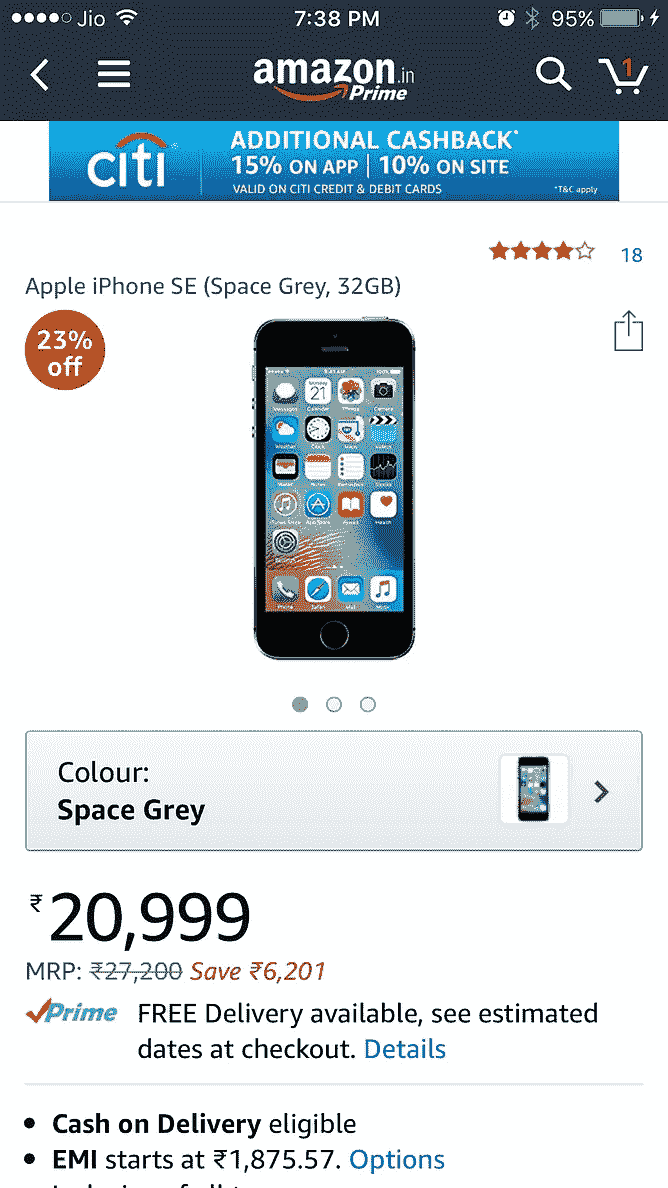 Jio 7:38 PM 95%
amazon.in
Prime
1
citi
ADDITIONAL CASHBACK*
15% ON APP | 10% ON SITE
VALID ON CITI CREDIT & DEBIT CARDS
*T&C apply
18
Apple iPhone SE (Space Grey, 32GB)
23%
off
21
Colour:
Space Grey
₹20,999
MRP: ₹27,200 Save ₹6,201
Prime FREE Delivery available, see estimated
dates at checkout. Details
• Cash on Delivery eligible
• EMI starts at ₹1,875.57. Options